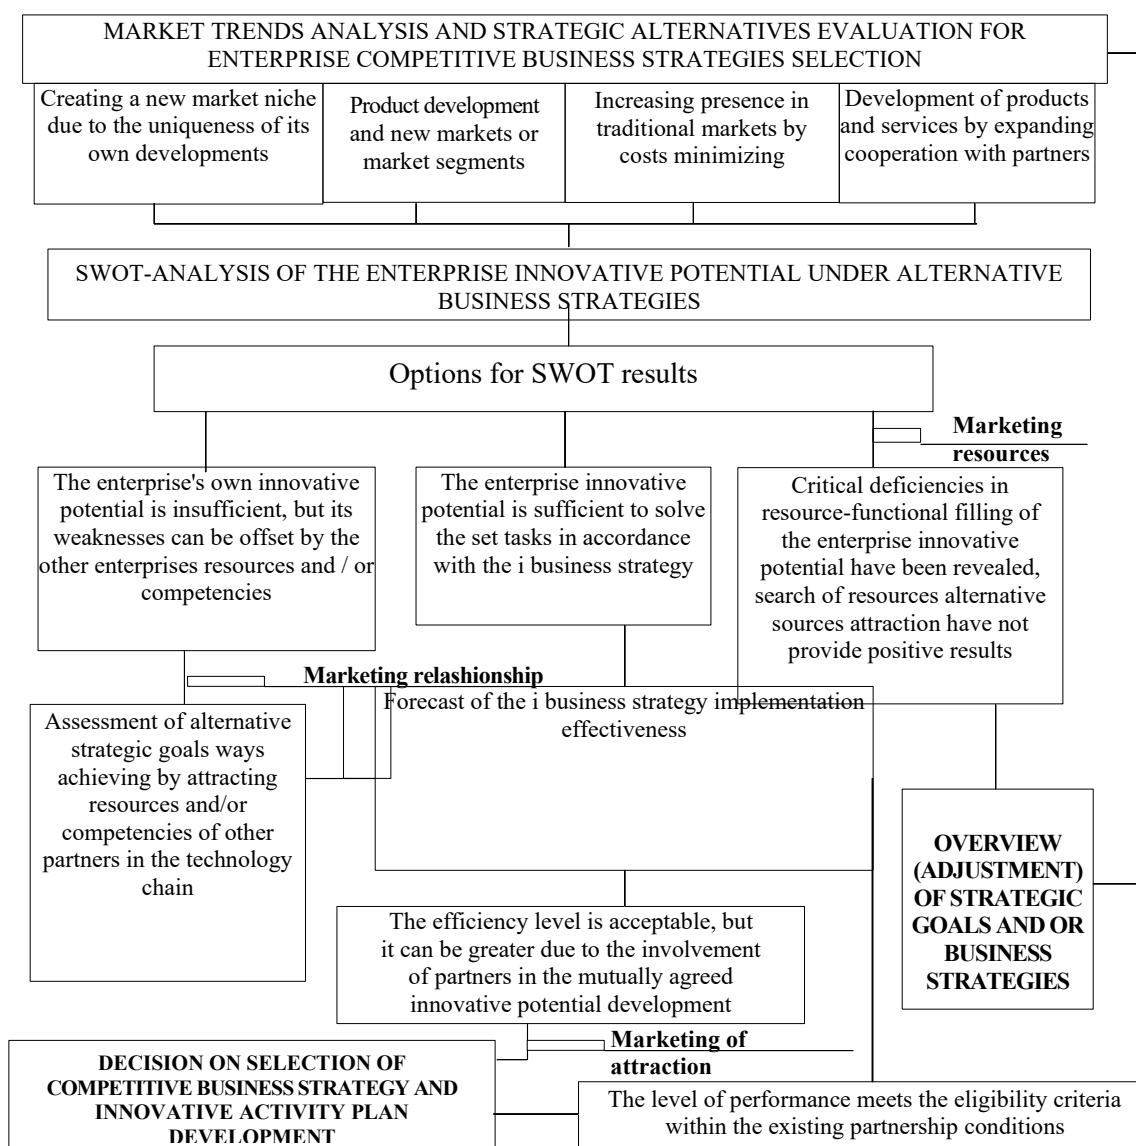 MARKET TRENDS ANALYSIS AND STRATEGIC ALTERNATIVES EVALUATION FOR
ENTERPRISE COMPETITIVE BUSINESS STRATEGIES SELECTION
Creating a new market niche
due to the uniqueness of its
own developments
Product development
and new markets or
market segments
Increasing presence in
traditional markets by
costs minimizing
Development of products
and services by expanding
cooperation with partners
SWOT-ANALYSIS OF THE ENTERPRISE INNOVATIVE POTENTIAL UNDER ALTERNATIVE
BUSINESS STRATEGIES
Options for SWOT results
Marketing
resources
The enterprise's own innovative
potential is insufficient, but its
weaknesses can be offset by the
other enterprises resources and / or
competencies
The enterprise innovative
potential is sufficient to solve
the set tasks in accordance
with the i business strategy
Critical deficiencies in
resource-functional filling of
the enterprise innovative
potential have been revealed,
search of resources alternative
sources attraction have not
provide positive results
Marketing relashionship
Forecast of the i business strategy implementation
effectiveness
Assessment of alternative
strategic goals ways
achieving by attracting
resources and/or
competencies of other
partners in the technology
chain
OVERVIEW
(ADJUSTMENT)
OF STRATEGIC
GOALS AND OR
BUSINESS
STRATEGIES
The efficiency level is acceptable, but
it can be greater due to the involvement
of partners in the mutually agreed
innovative potential development
Marketing of
attraction
DECISION ON SELECTION OF
COMPETITIVE BUSINESS STRATEGY AND
INNOVATIVE ACTIVITY PLAN
DEVELOPMENT
The level of performance meets the eligibility criteria
within the existing partnership conditions